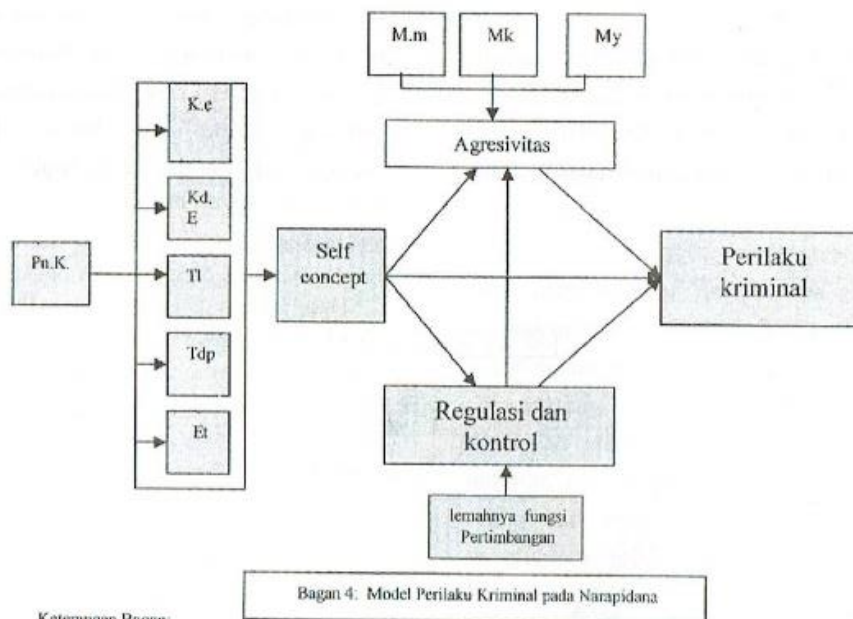 M.m
Mk
My
K.e
Agresivitas
Kd.
E
Pn.K.
Tl
Self
concept
Perilaku
kriminal
Tdp
Et
Regulasi dan
kontrol
lemahnya fungsi
Pertimbangan
Bagan 4: Model Perilaku Kriminal pada Narapidana